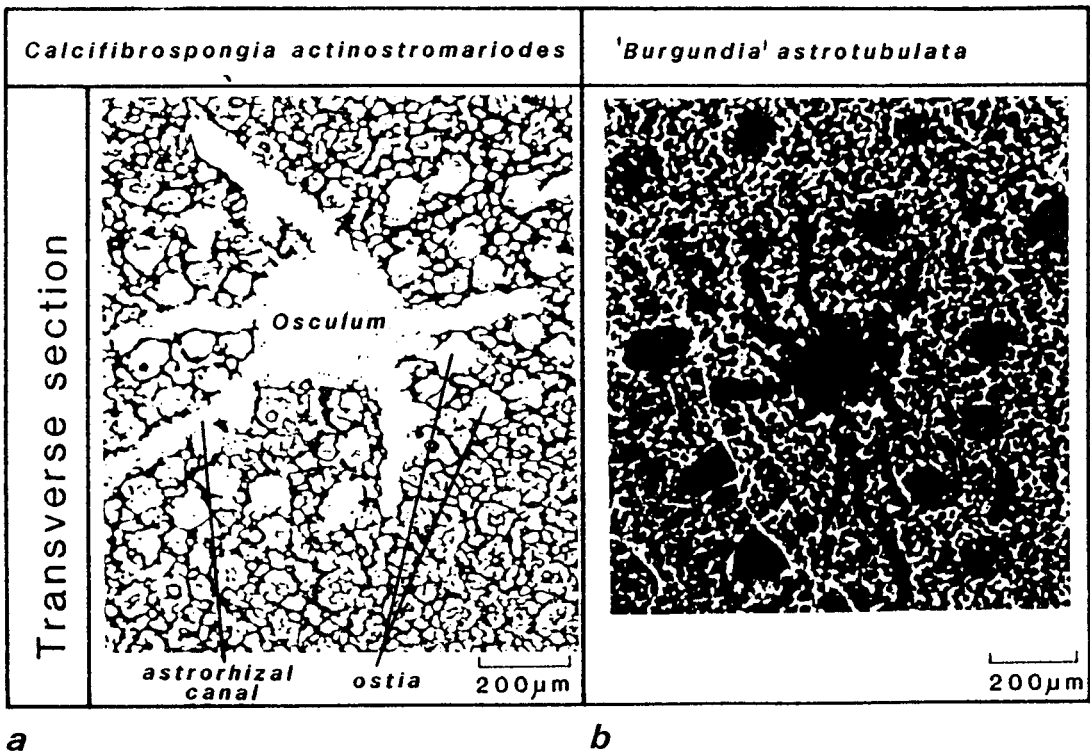 Calcifibrospongia actinostromariodes
'Burgundia' astrotubulata
Transverse section
Osculum
astrorhizal
canal
ostia
200µm
200µm
a
b